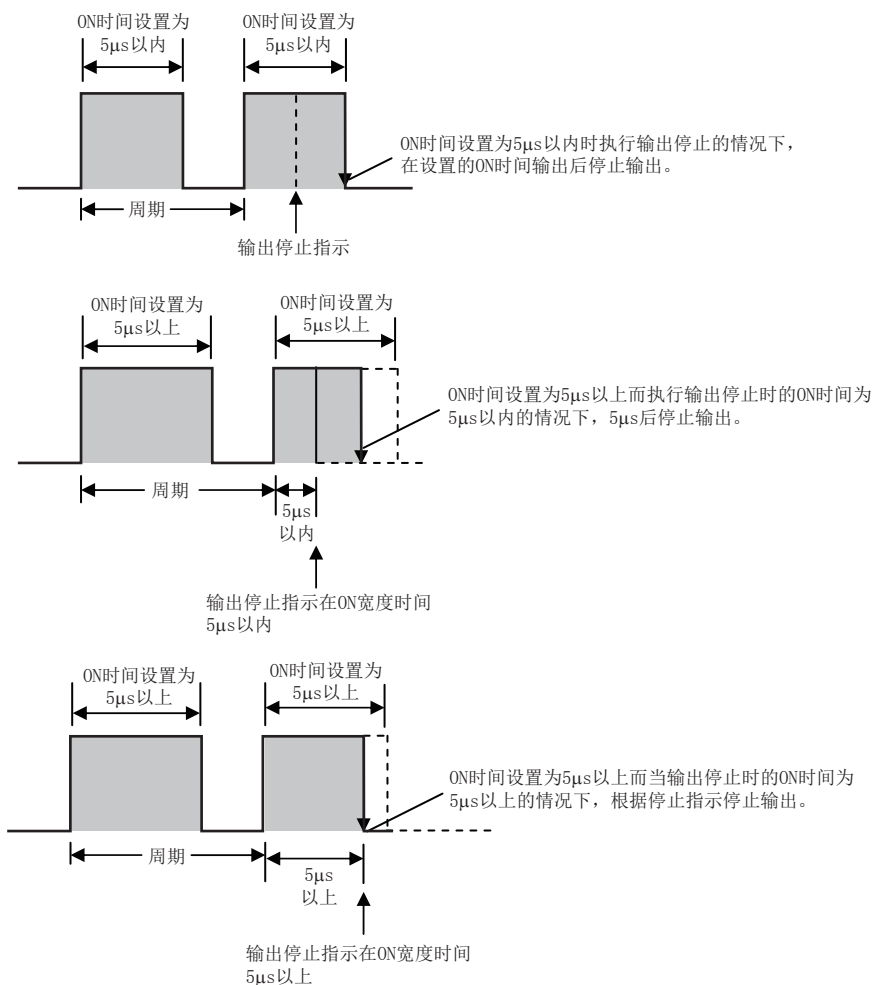 ON时间设置为
5μs以内
ON时间设置为
5μs以内
ON时间设置为5μs以内时执行输出停止的情况下，
在设置的ON时间输出后停止输出。
周期
输出停止指示
ON时间设置为
5μs以上
ON时间设置为
5μs以上
ON时间设置为5μs以上而执行输出停止时的ON时间为
5μs以内的情况下，5μs后停止输出。
周期
5μs
以内
输出停止指示在ON宽度时间
5μs以内
ON时间设置为
5μs以上
ON时间设置为
5μs以上
ON时间设置为5μs以上而当输出停止时的ON时间为
5μs以上的情况下，根据停止指示停止输出。
周期
5μs
以上
输出停止指示在ON宽度时间
5μs以上